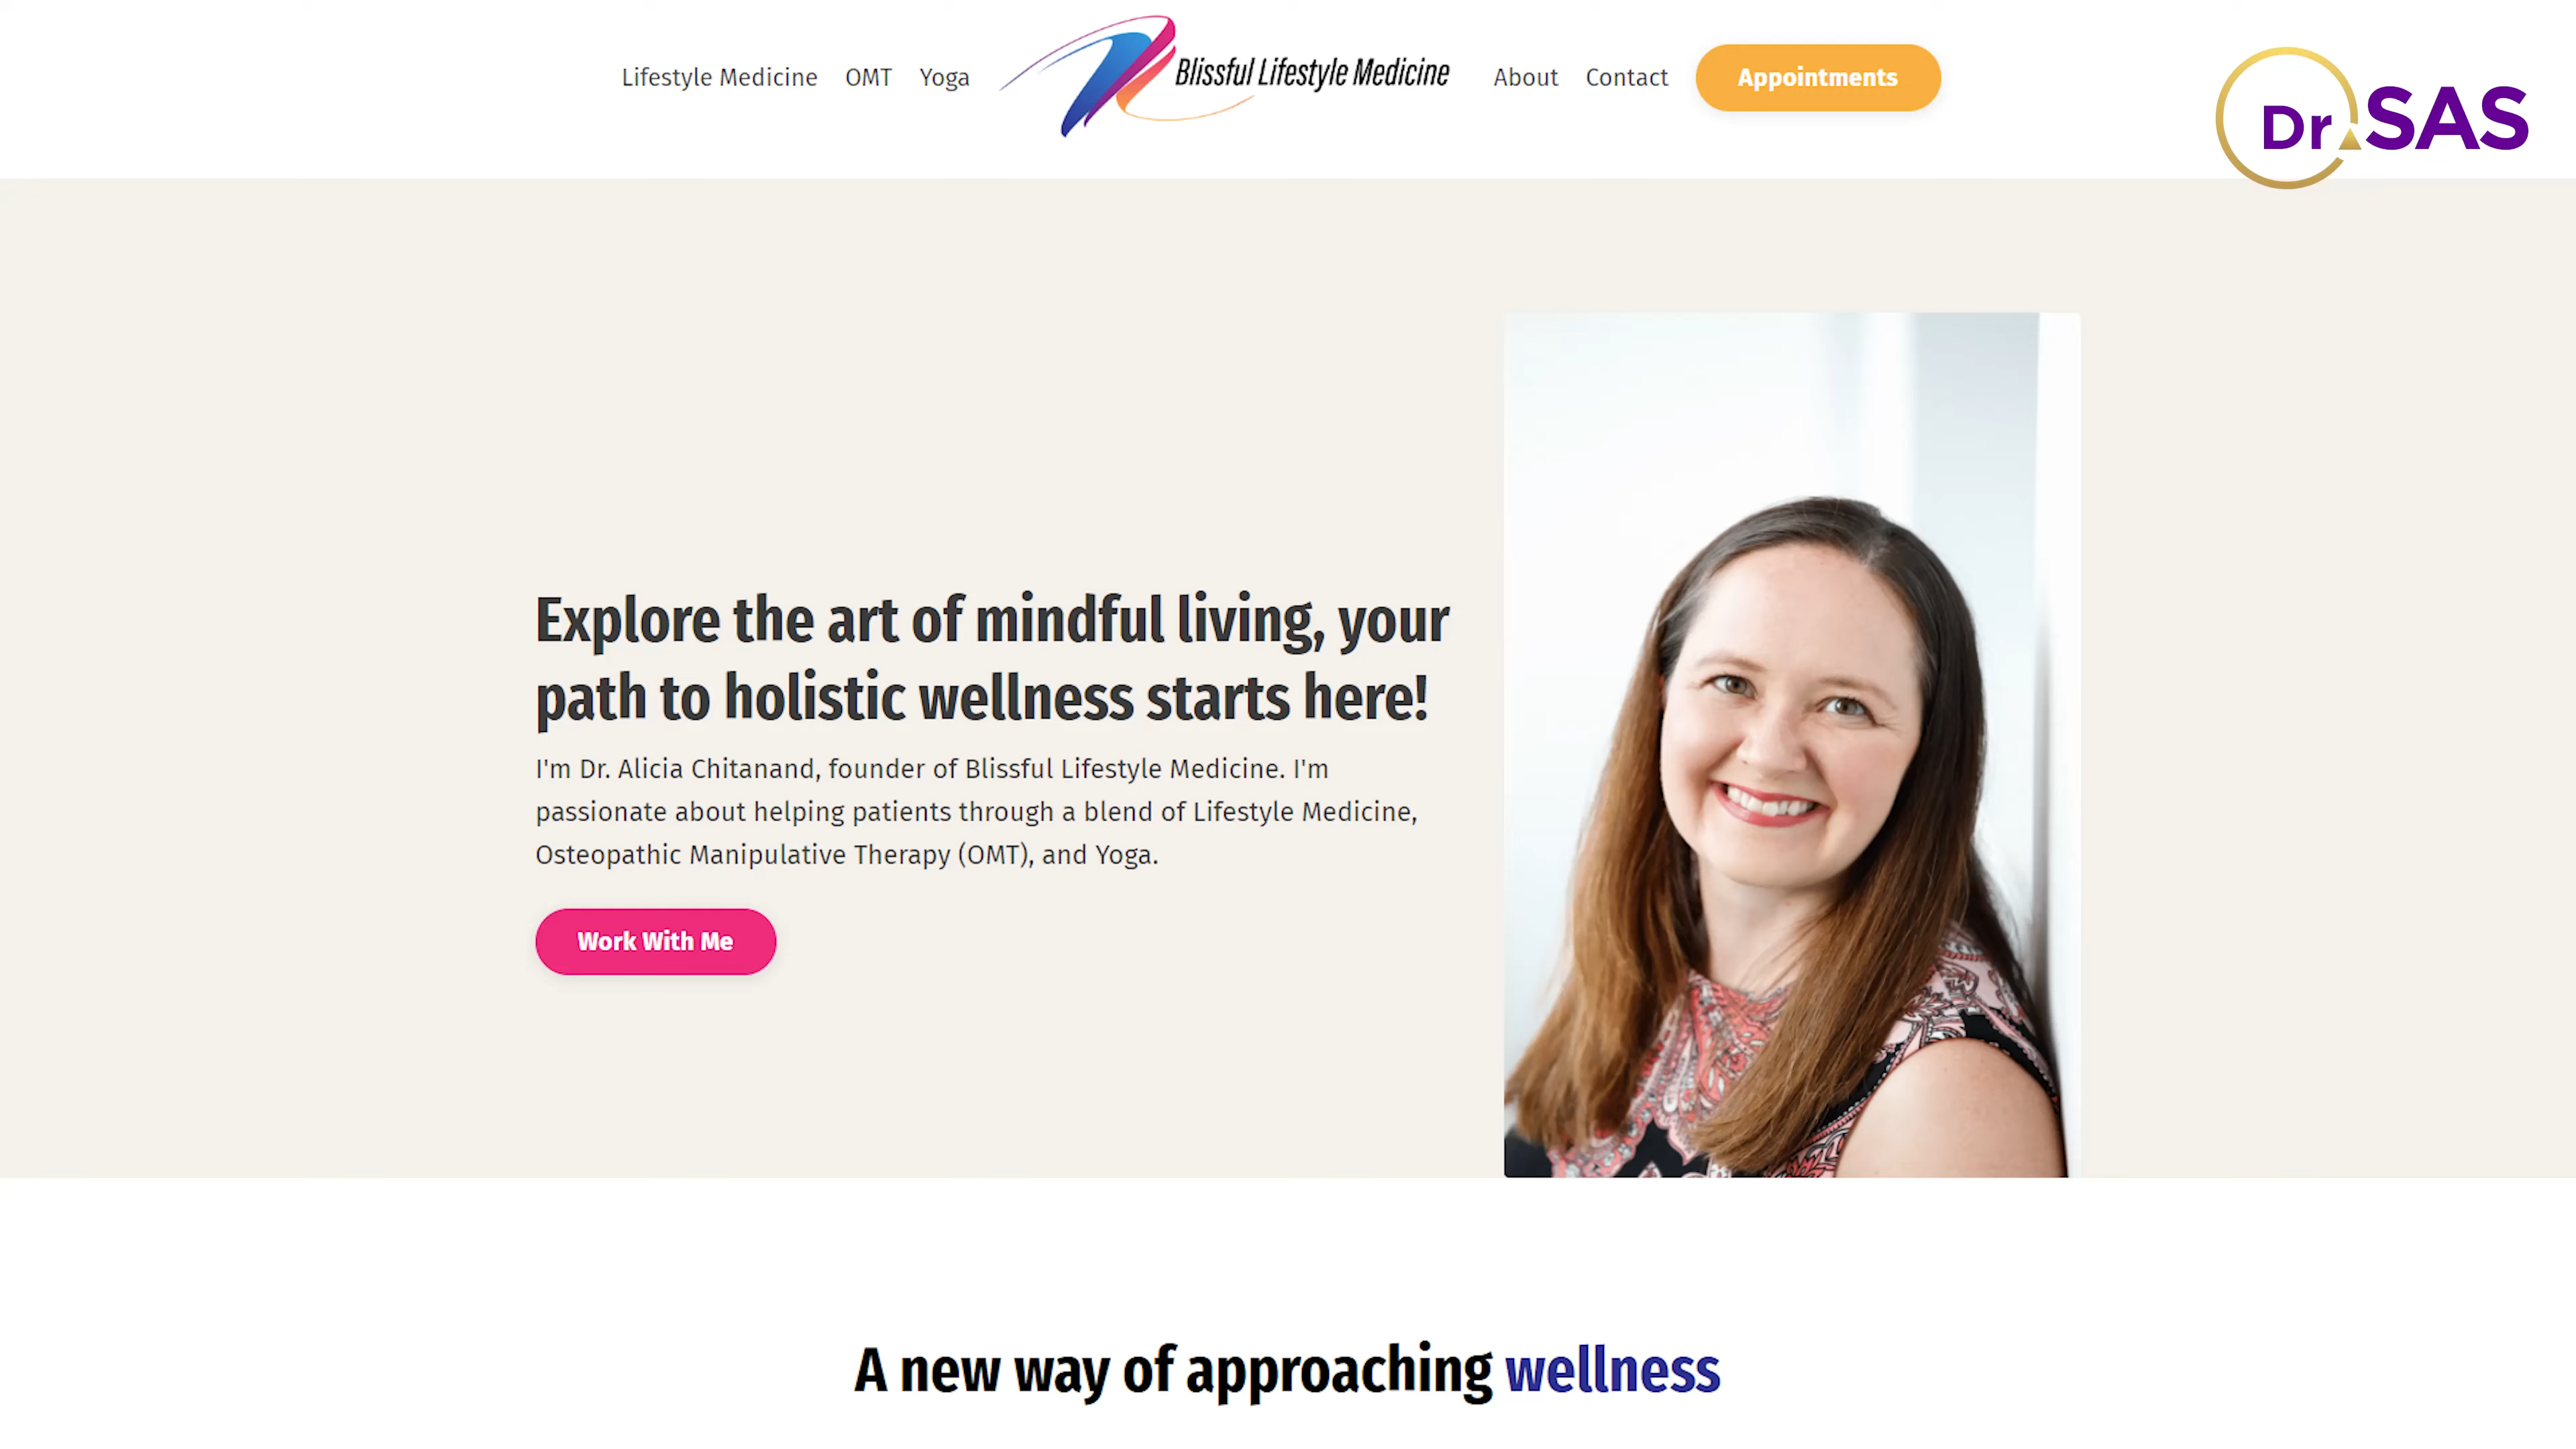 Lifestyle Medicine OMT Yoga Blissful Lifestyle Medicine About Contact Appointments
Dr.SAS
Explore the art of mindful living, your
path to holistic wellness starts here!
I'm Dr. Alicia Chitanand, founder of Blissful Lifestyle Medicine. I'm
passionate about helping patients through a blend of Lifestyle Medicine,
Osteopathic Manipulative Therapy (OMT), and Yoga.
Work With Me
A new way of approaching wellness